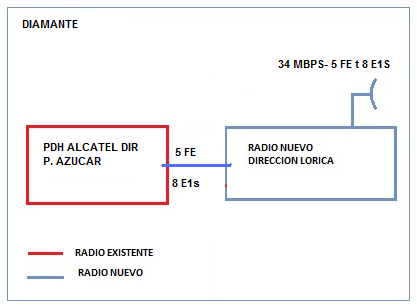 DIAMANTE
34 MBPS- 5 FE t 8 E1S
PDH ALCATEL DIR
P. AZUCAR
5 FE
8 E1s
RADIO NUEVO
DIRECCION LORICA
RADIO EXISTENTE
RADIO NUEVO